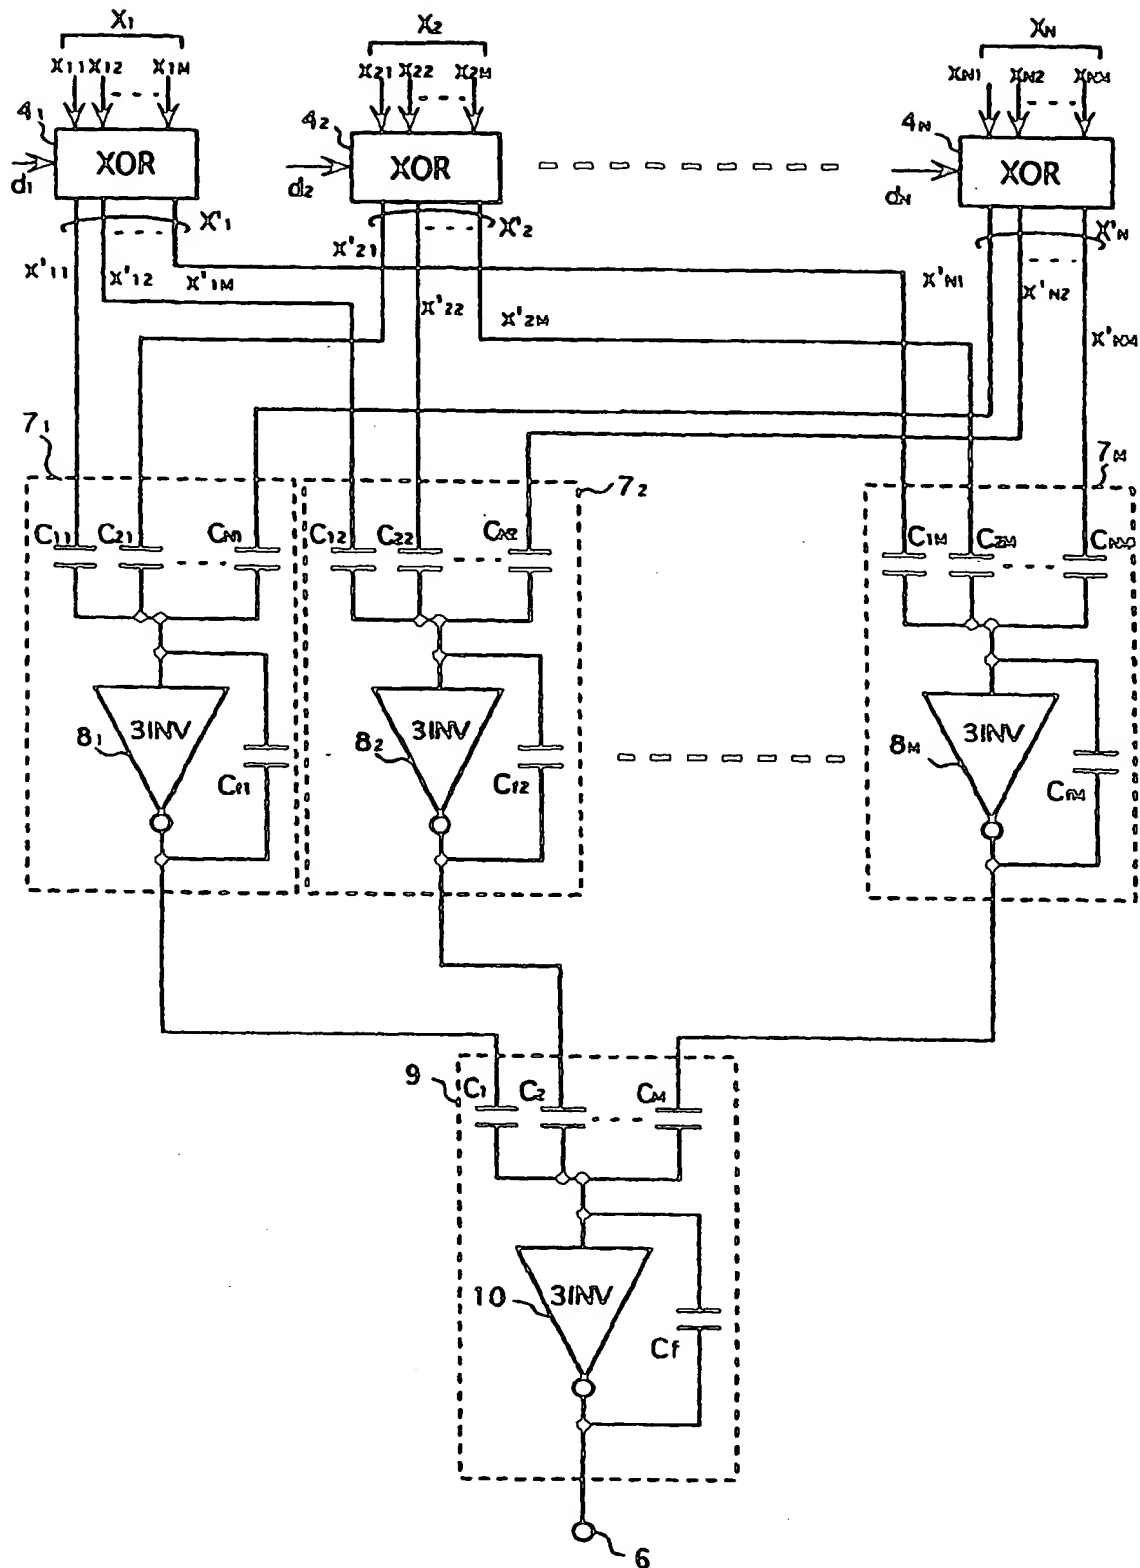 X1 X2 XN
x11 x12 x1M x21 x22 x2M xN1 xN2 xNM
41 42 4N
XOR XOR XOR
d1 d2 dN
X'1 X'2 X'N
x'11 x'12 x'1M x'21 x'22 x'2M x'N1 x'N2 x'NM
71 72 7M
C11 C21 CN1 C12 C22 CN2 C1M C2M CNM
3INV 3INV 3INV
81 82 8M
Cf1 Cf2 CfM
9 C1 C2 CM
10 3INV
Cf
6